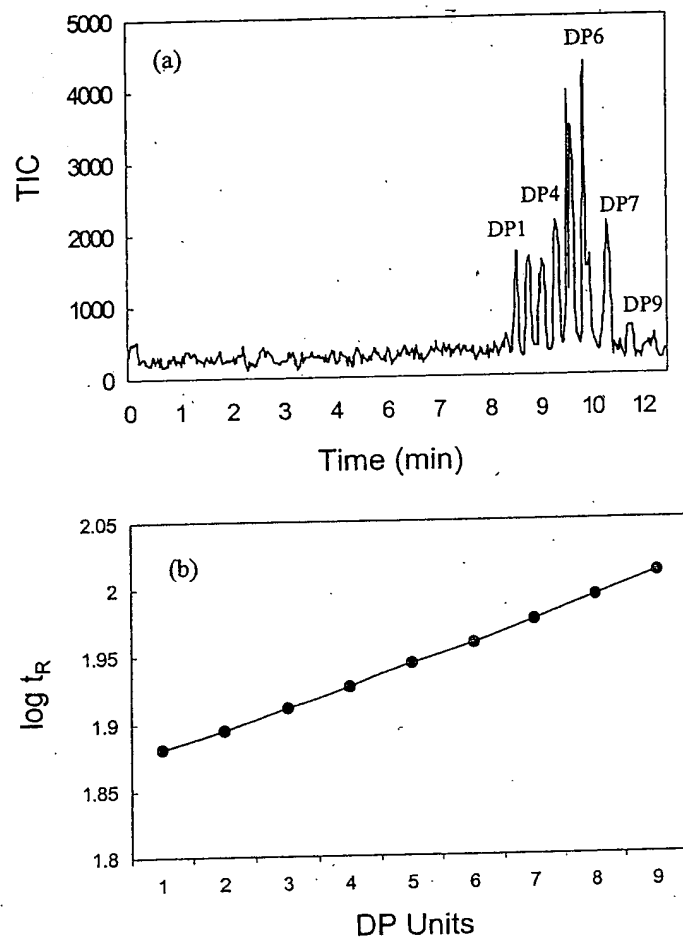 5000
4000
3000
2000
1000
0
TIC
(a)
DP1
DP4
DP6
DP7
DP9
0 1 2 3 4 5 6 7 8 9 10 12
Time (min)
2.05
2
1.95
1.9
1.85
1.8
log tR
(b)
1 2 3 4 5 6 7 8 9
DP Units